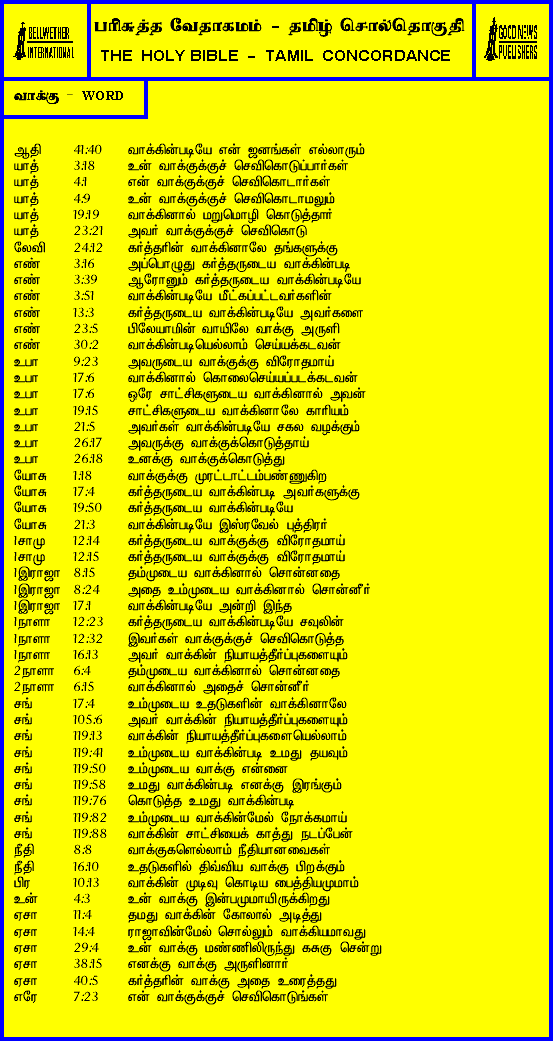 BELLWETHER
INTERNATIONAL
பரிசுத்த வேதாகமம் - தமிழ் சொல்தொகுதி
THE HOLY BIBLE - TAMIL CONCORDANCE
GOOD NEWS
PUBLISHERS
வாக்கு - WORD
ஆதி 41:40 வாக்கின்படியே என் ஜனங்கள் எல்லாரும்
யாத் 3:18 உன் வாக்குக்குச் செவிகொடுப்பார்கள்
யாத் 4:1 என் வாக்குக்குச் செவிகொடார்கள்
யாத் 4:9 உன் வாக்குக்குச் செவிகொடாமலும்
யாத் 19:19 வாக்கினால் மறுமொழி கொடுத்தார்
யாத் 23:21 அவர் வாக்குக்குச் செவிகொடு
லேவி 24:12 கர்த்தரின் வாக்கினாலே தங்களுக்கு
எண் 3:16 அப்பொழுது கர்த்தருடைய வாக்கின்படி
எண் 3:39 ஆரோனும் கர்த்தருடைய வாக்கின்படியே
எண் 3:51 வாக்கின்படியே மீட்கப்பட்டவர்களின்
எண் 13:3 கர்த்தருடைய வாக்கின்படியே அவர்களை
எண் 23:5 பிலேயாமின் வாயிலே வாக்கு அருளி
எண் 30:2 வாக்கின்படியெல்லாம் செய்யக்கடவன்
உபா 9:23 அவருடைய வாக்குக்கு விரோதமாய்
உபா 17:6 வாக்கினால் கொலைசெய்யப்படக்கடவன்
உபா 17:6 ஒரே சாட்சிகளுடைய வாக்கினால் அவன்
உபா 19:15 சாட்சிகளுடைய வாக்கினாலே காரியம்
உபா 21:5 அவர்கள் வாக்கின்படியே சகல வழக்கும்
உபா 26:17 அவருக்கு வாக்குக்கொடுத்தாய்
உபா 26:18 உனக்கு வாக்குக்கொடுத்து
யோசு 1:18 வாக்குக்கு முரட்டாட்டம்பண்ணுகிற
யோசு 17:4 கர்த்தருடைய வாக்கின்படி அவர்களுக்கு
யோசு 19:50 கர்த்தருடைய வாக்கின்படியே
யோசு 21:3 வாக்கின்படியே இஸ்ரவேல் புத்திரர்
1சாமு 12:14 கர்த்தருடைய வாக்குக்கு விரோதமாய்
1சாமு 12:15 கர்த்தருடைய வாக்குக்கு விரோதமாய்
1இராஜா 8:15 தம்முடைய வாக்கினால் சொன்னதை
1இராஜா 8:24 அதை உம்முடைய வாக்கினால் சொன்னீர்
1இராஜா 17:1 வாக்கின்படியே அன்றி இந்த
1நாளா 12:23 கர்த்தருடைய வாக்கின்படியே சவுலின்
1நாளா 12:32 இவர்கள் வாக்குக்குச் செவிகொடுத்த
1நாளா 16:13 அவர் வாக்கின் நியாயத்தீர்ப்புகளையும்
2நாளா 6:4 தம்முடைய வாக்கினால் சொன்னதை
2நாளா 6:15 வாக்கினால் அதைச் சொன்னீர்
சங் 17:4 உம்முடைய உதடுகளின் வாக்கினாலே
சங் 105:6 அவர் வாக்கின் நியாயத்தீர்ப்புகளையும்
சங் 119:13 வாக்கின் நியாயத்தீர்ப்புகளையெல்லாம்
சங் 119:41 உம்முடைய வாக்கின்படி உமது தயவும்
சங் 119:50 உம்முடைய வாக்கு என்னை
சங் 119:58 உமது வாக்கின்படி எனக்கு இரங்கும்
சங் 119:76 கொடுத்த உமது வாக்கின்படி
சங் 119:82 உம்முடைய வாக்கின்மேல் நோக்கமாய்
சங் 119:88 வாக்கின் சாட்சியைக் காத்து நடப்பேன்
நீதி 8:8 வாக்குகளெல்லாம் நீதியானவைகள்
நீதி 16:10 உதடுகளில் திவ்விய வாக்கு பிறக்கும்
பிர 10:13 வாக்கின் முடிவு கொடிய பைத்தியமுமாம்
உன் 4:3 உன் வாக்கு இன்பமுமாயிருக்கிறது
ஏசா 11:4 தமது வாக்கின் கோலால் அடித்து
ஏசா 14:4 ராஜாவின்மேல் சொல்லும் வாக்கியமாவது
ஏசா 29:4 உன் வாக்கு மண்ணிலிருந்து கசுகு சென்று
ஏசா 38:15 எனக்கு வாக்கு அருளினார்
ஏசா 40:5 கர்த்தரின் வாக்கு அதை உரைத்தது
எரே 7:23 என் வாக்குக்குச் செவிகொடுங்கள்